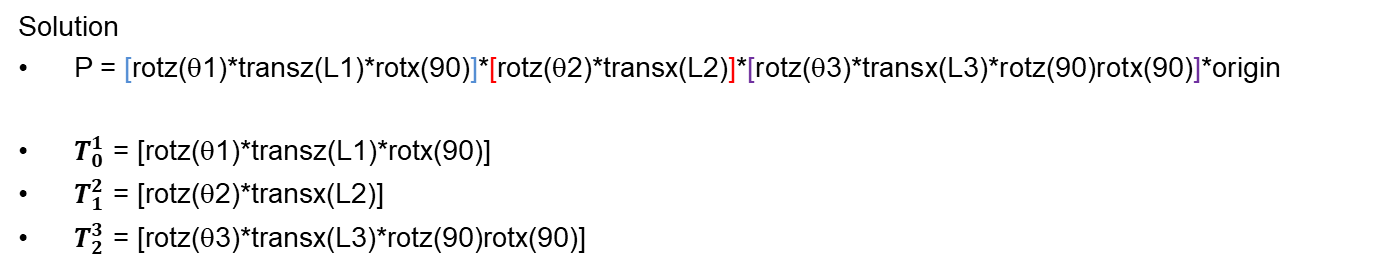 Solution
• P = [rotz(θ1)*transz(L1)*rotx(90)]*[rotz(θ2)*transx(L2)]*[rotz(θ3)*transx(L3)*rotz(90)rotx(90)]*origin
• T₀¹ = [rotz(θ1)*transz(L1)*rotx(90)]
• T₁² = [rotz(θ2)*transx(L2)]
• T₂³ = [rotz(θ3)*transx(L3)*rotz(90)rotx(90)]